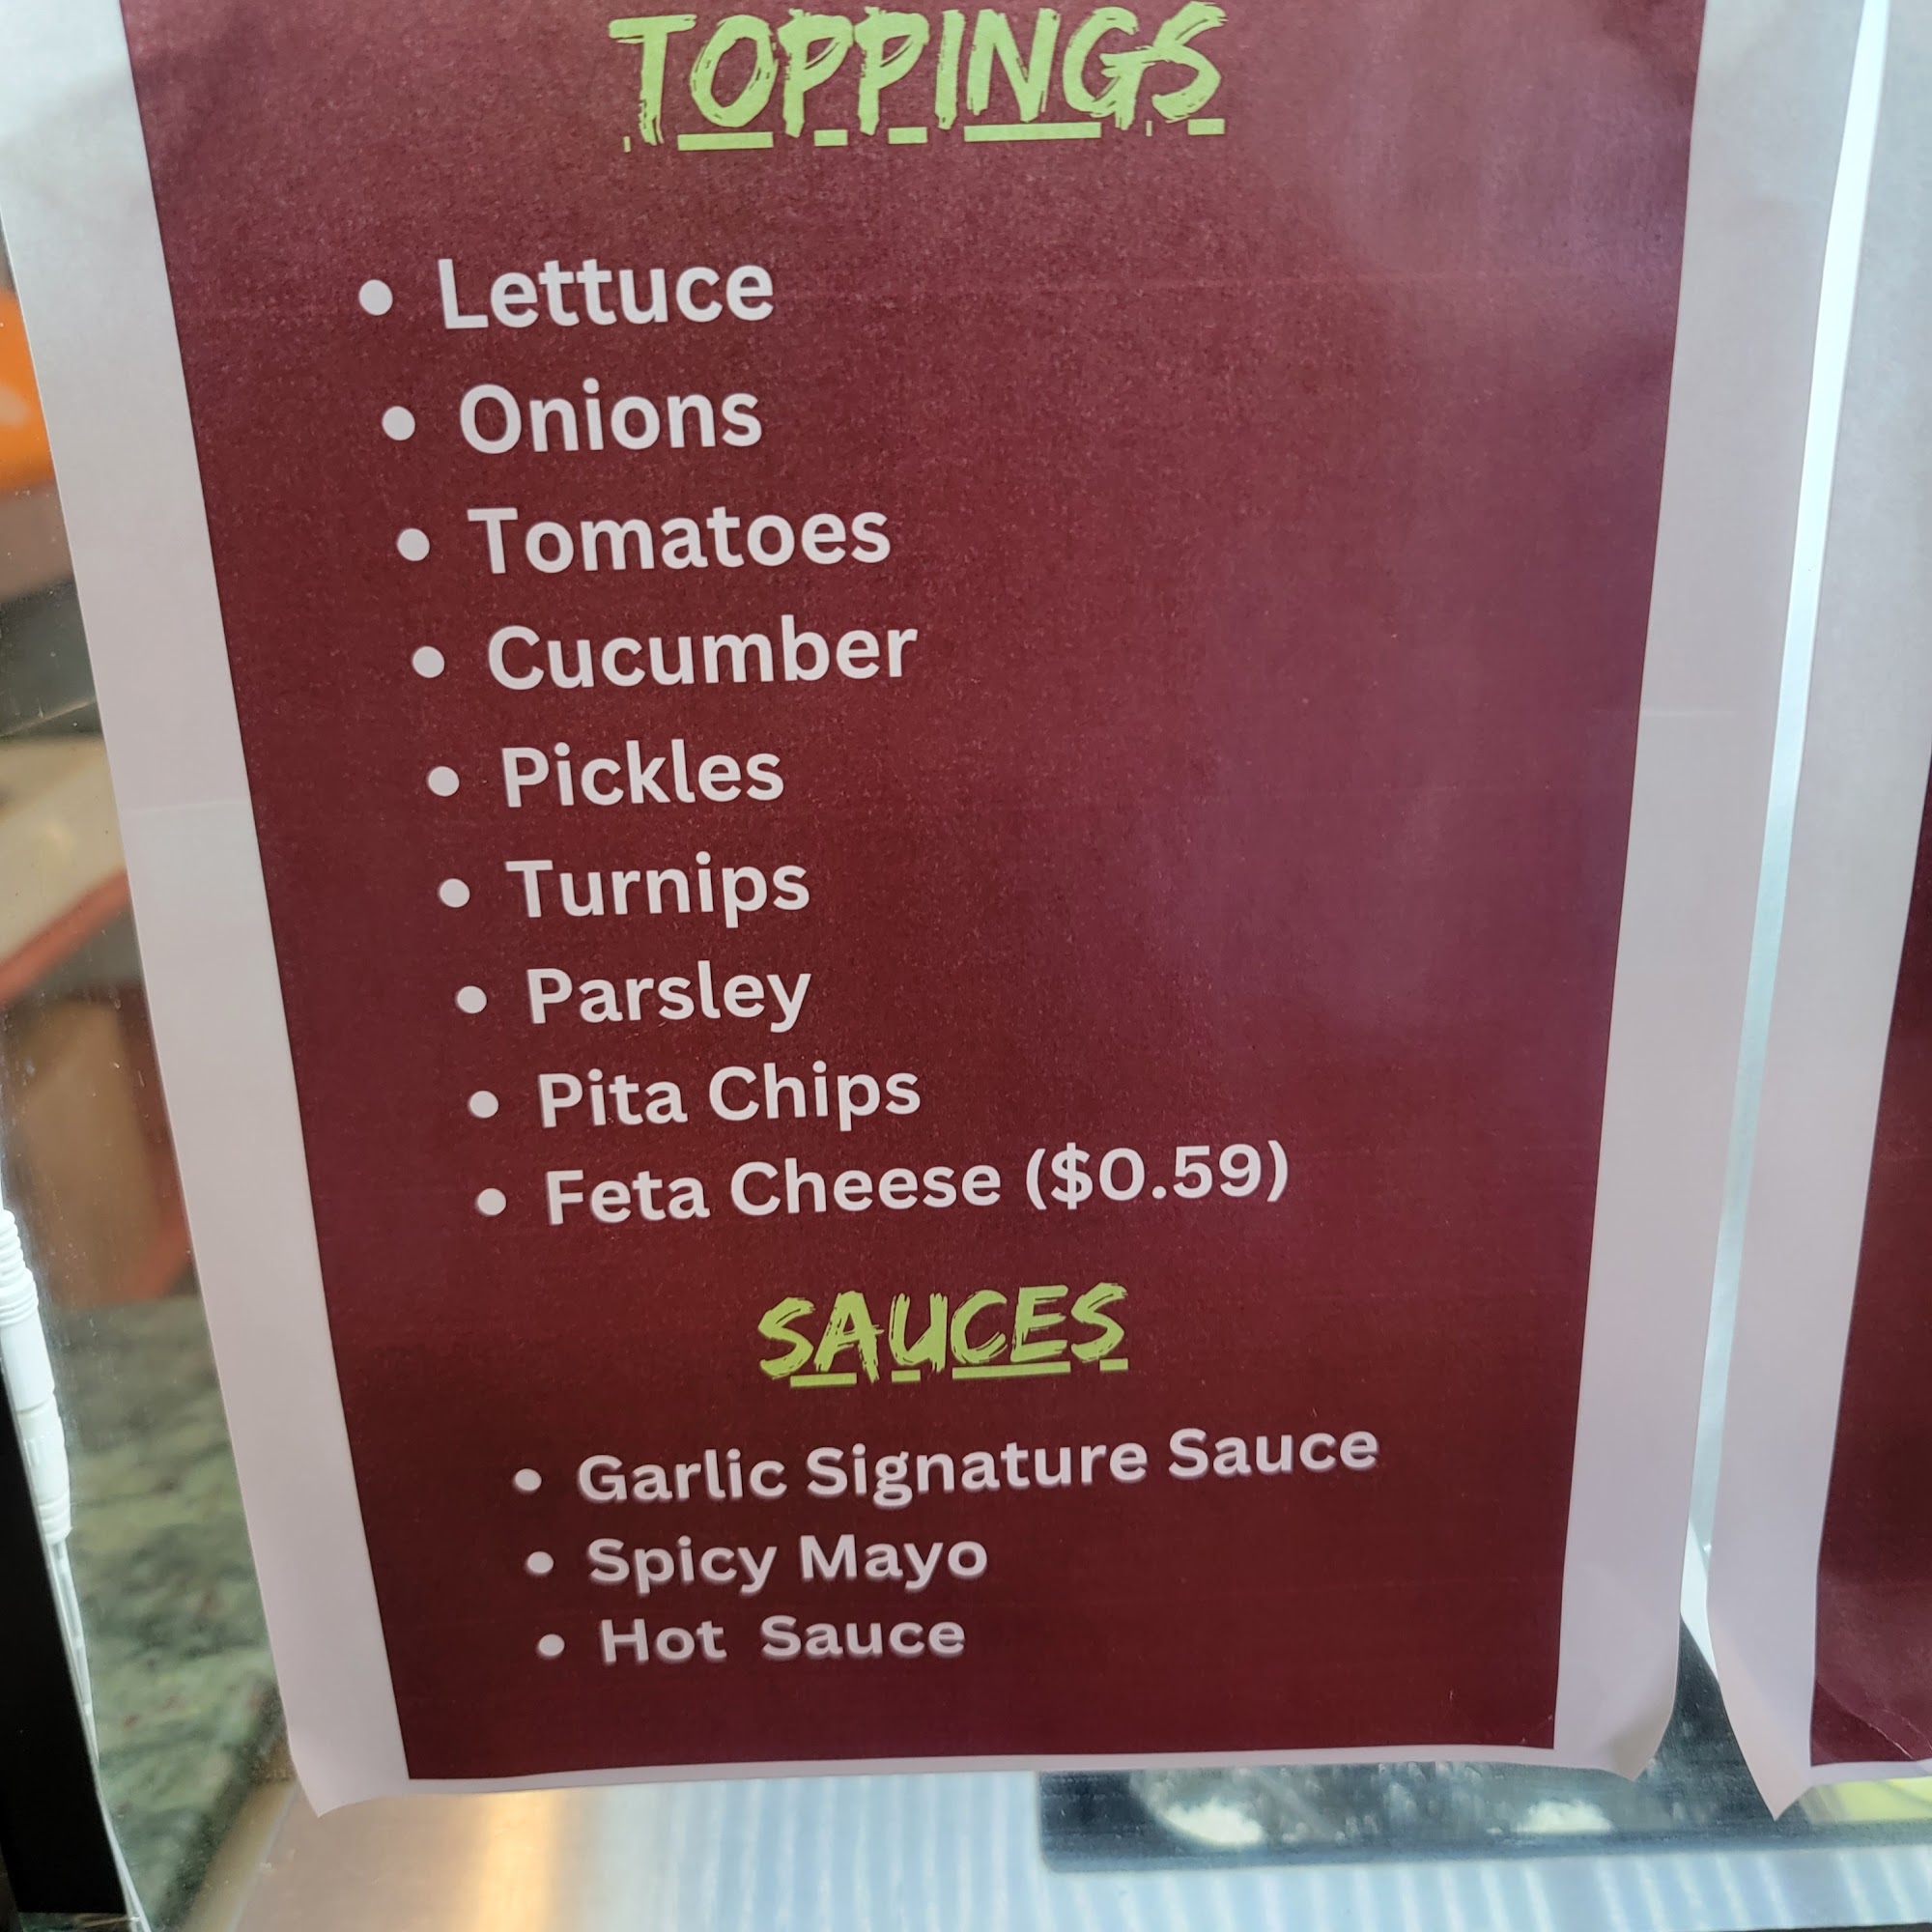 TOPPINGS
• Lettuce
• Onions
• Tomatoes
• Cucumber
• Pickles
• Turnips
• Parsley
• Pita Chips
• Feta Cheese ($0.59)
SAUCES
• Garlic Signature Sauce
• Spicy Mayo
• Hot Sauce